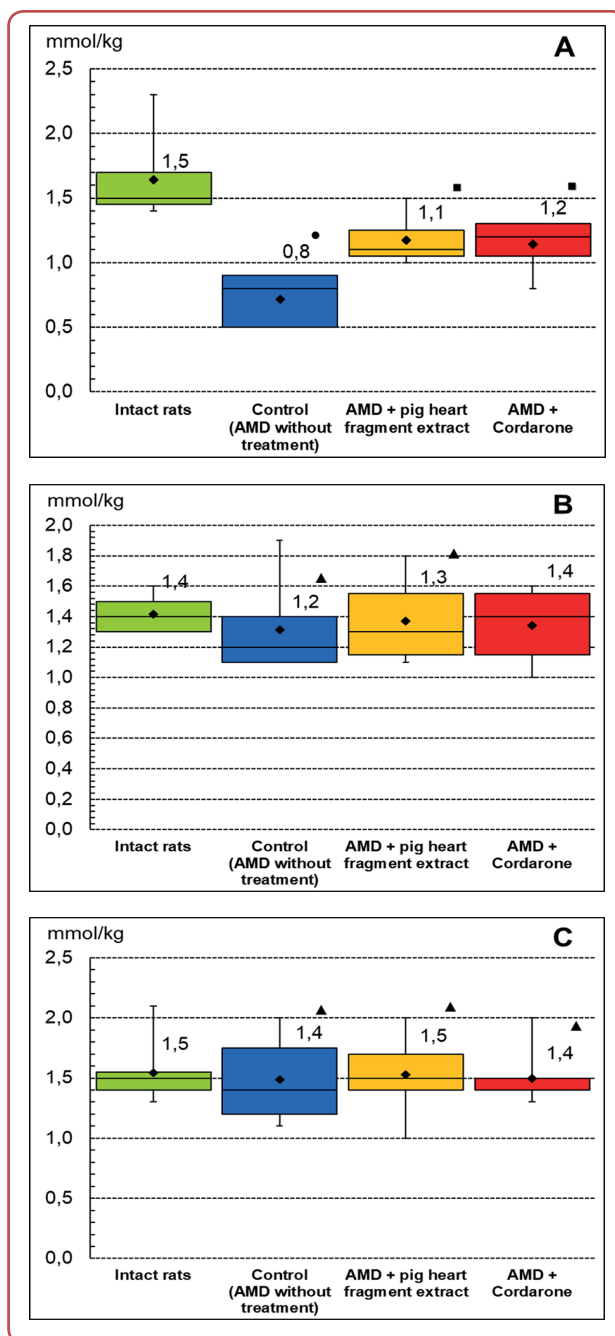 mmol/kg
A
2,5
2,0
1,5
1,0
0,5
0,0
1,5
0,8
1,1
1,2
Intact rats
Control
(AMD without
treatment)
AMD + pig heart
fragment extract
AMD +
Cordarone
mmol/kg
B
2,0
1,8
1,6
1,4
1,2
1,0
0,8
0,6
0,4
0,2
0,0
1,4
1,2
1,3
1,4
Intact rats
Control
(AMD without
treatment)
AMD + pig heart
fragment extract
AMD +
Cordarone
mmol/kg
C
2,5
2,0
1,5
1,0
0,5
0,0
1,5
1,4
1,5
1,4
Intact rats
Control
(AMD without
treatment)
AMD + pig heart
fragment extract
AMD +
Cordarone